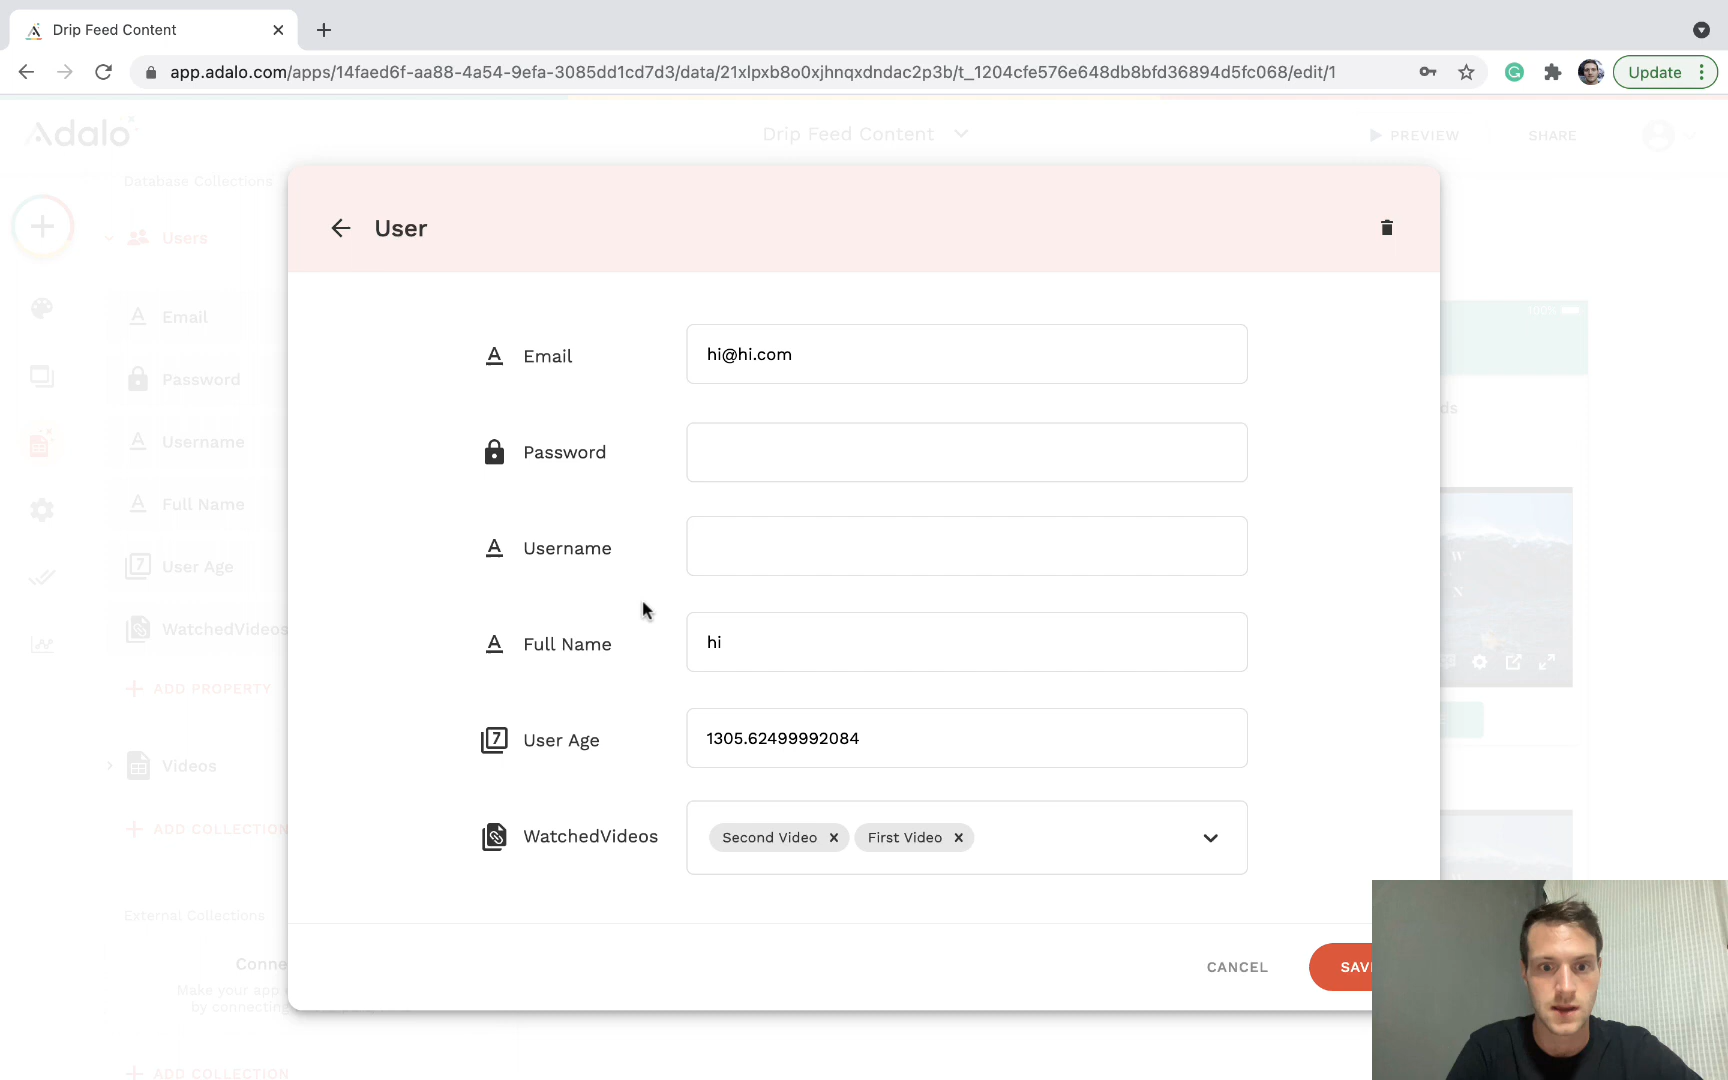 Drip Feed Content
app.adalo.com/apps/14faed6f-aa88-4a54-9efa-3085dd1cd7d3/data/21xlpxb8o0xjhnqxdndac2p3b/t_1204cfe576e648db8bfd36894d5fc068/edit/1
Update
Adalo
Drip Feed Content
PREVIEW
SHARE
Database Collections
Users
Email
Password
Username
Full Name
User Age
WatchedVideos
ADD PROPERTY
Videos
ADD COLLECTION
External Collections
Conne
Make your app
by connecting
ADD COLLECTION
User
Email
hi@hi.com
Password
Username
Full Name
hi
User Age
1305.62499992084
WatchedVideos
Second Video
First Video
CANCEL
SAVE
100%
ds